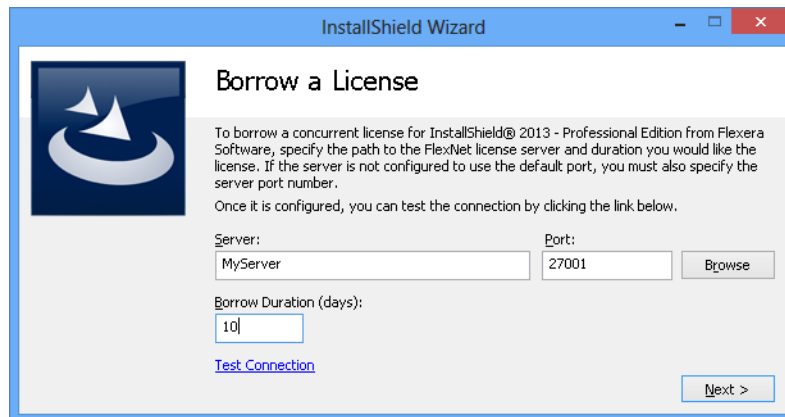 InstallShield Wizard
Borrow a License
To borrow a concurrent license for InstallShield® 2013 - Professional Edition from Flexera
Software, specify the path to the FlexNet license server and duration you would like the
license. If the server is not configured to use the default port, you must also specify the
server port number.
Once it is configured, you can test the connection by clicking the link below.
Server: Port:
MyServer 27001 Browse
Borrow Duration (days):
10
Test Connection
Next >